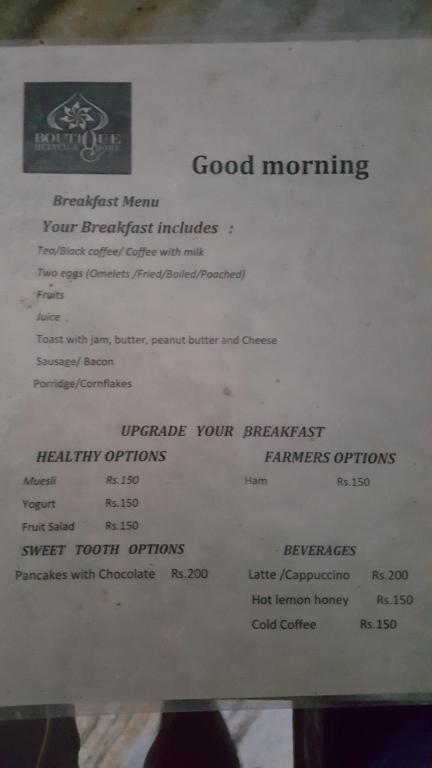 BOUTIQUE
HERITAGE HOME
Good morning
Breakfast Menu
Your Breakfast includes :
Tea/Black coffee/ Coffee with milk
Two eggs (Omelets /Fried/Boiled/Poached)
Fruits
Juice
Toast with jam, butter, peanut butter and Cheese
Sausage/ Bacon
Porridge/Cornflakes
UPGRADE YOUR BREAKFAST
HEALTHY OPTIONS
Muesli Rs.150
Yogurt Rs.150
Fruit Salad Rs.150
FARMERS OPTIONS
Ham Rs.150
SWEET TOOTH OPTIONS
Pancakes with Chocolate Rs.200
BEVERAGES
Latte /Cappuccino Rs.200
Hot lemon honey Rs.150
Cold Coffee Rs.150